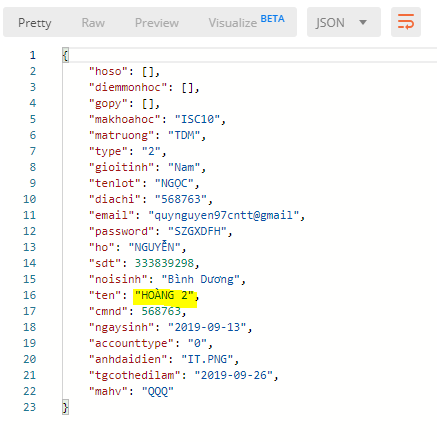 Pretty Raw Preview Visualize BETA JSON
1 {
2 "hoso": [],
3 "diemmonhoc": [],
4 "gopy": [],
5 "makhoahoc": "ISC10",
6 "matruong": "TDM",
7 "type": "2",
8 "gioitinh": "Nam",
9 "tenlot": "NGỌC",
10 "diachi": "568763",
11 "email": "quynguyen97cntt@gmail",
12 "password": "SZGXDFH",
13 "ho": "NGUYỄN",
14 "sdt": 333839298,
15 "noisinh": "Bình Dương",
16 "ten": "HOÀNG 2",
17 "cmnd": 568763,
18 "ngaysinh": "2019-09-13",
19 "accounttype": "0",
20 "anhdaidien": "IT.PNG",
21 "tgcothedilam": "2019-09-26",
22 "mahv": "QQQ"
23 }